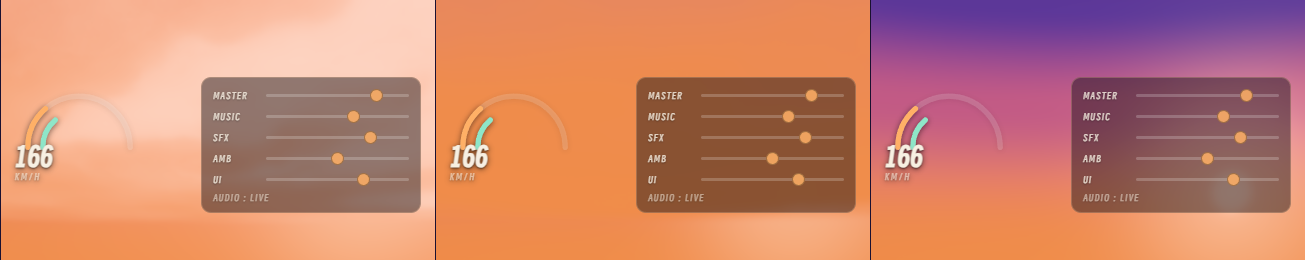 MASTER
MUSIC
SFX
AMB
166
KM/H
UI
AUDIO : LIVE
MASTER
MUSIC
SFX
AMB
166
KM/H
UI
AUDIO : LIVE
MASTER
MUSIC
SFX
AMB
166
KM/H
UI
AUDIO : LIVE